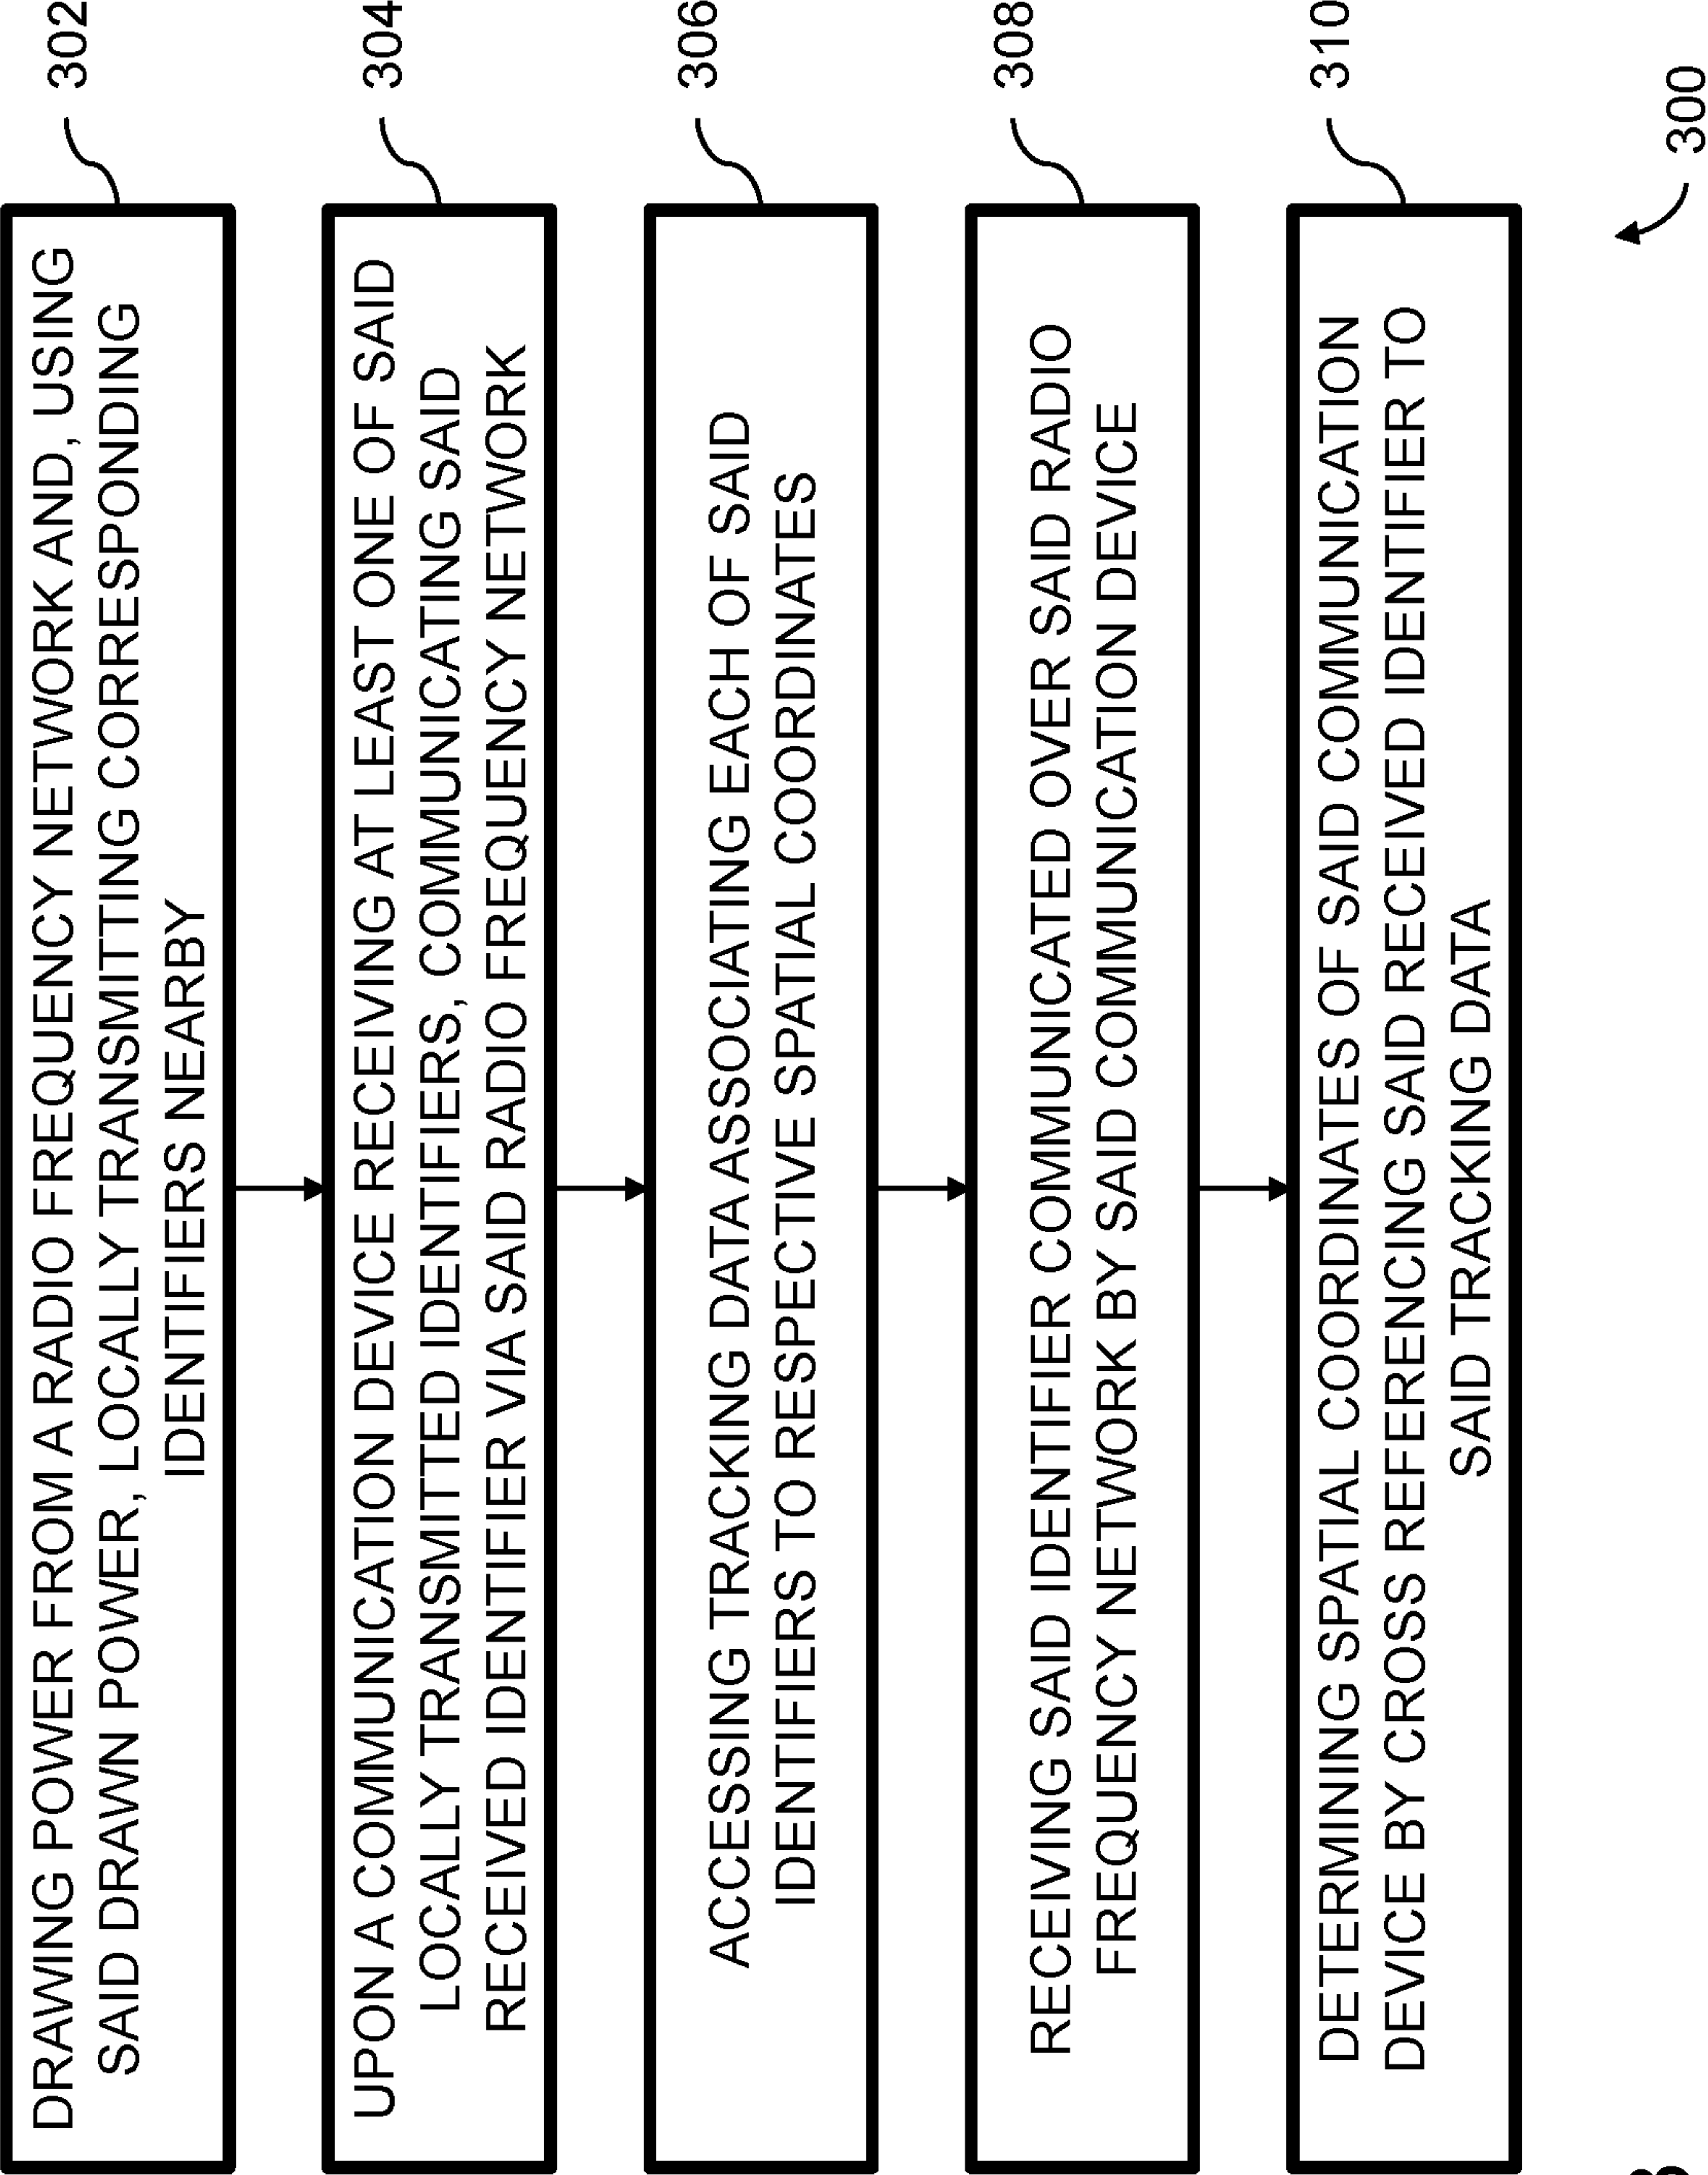 DRAWING POWER FROM A RADIO FREQUENCY NETWORK AND, USING
SAID DRAWN POWER, LOCALLY TRANSMITTING CORRESPONDING
IDENTIFIERS NEARBY
302
UPON A COMMUNICATION DEVICE RECEIVING AT LEAST ONE OF SAID
LOCALLY TRANSMITTED IDENTIFIERS, COMMUNICATING SAID
RECEIVED IDENTIFIER VIA SAID RADIO FREQUENCY NETWORK
304
ACCESSING TRACKING DATA ASSOCIATING EACH OF SAID
IDENTIFIERS TO RESPECTIVE SPATIAL COORDINATES
306
RECEIVING SAID IDENTIFIER COMMUNICATED OVER SAID RADIO
FREQUENCY NETWORK BY SAID COMMUNICATION DEVICE
308
DETERMINING SPATIAL COORDINATES OF SAID COMMUNICATION
DEVICE BY CROSS REFERENCING SAID RECEIVED IDENTIFIER TO
SAID TRACKING DATA
310
300